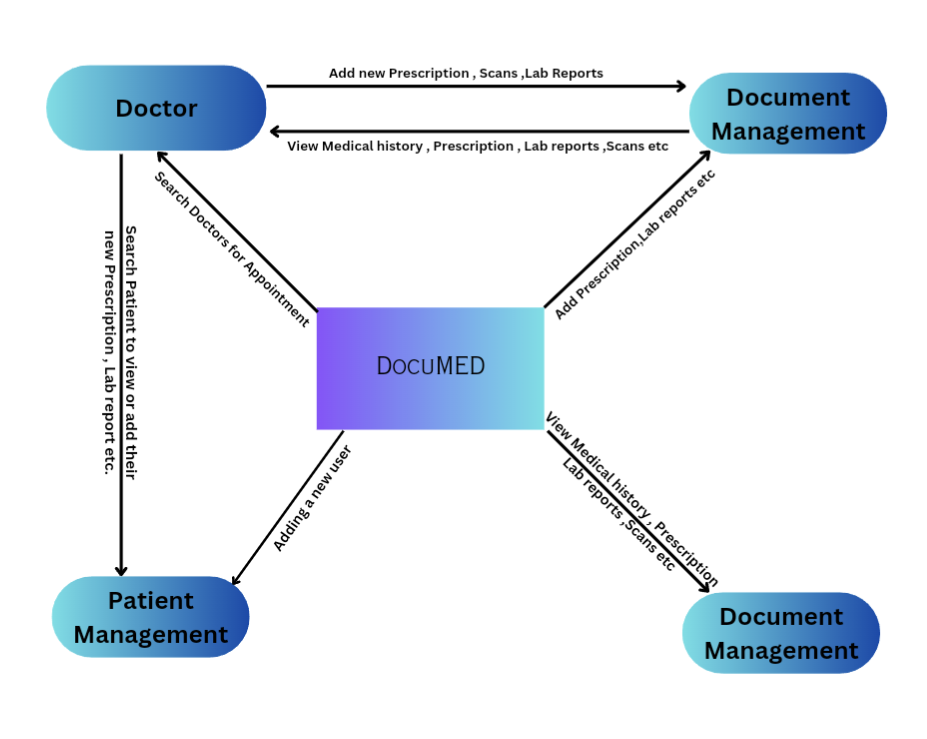 Add new Prescription , Scans ,Lab Reports
Doctor
Document
Management
View Medical history , Prescription , Lab reports ,Scans etc
Search Doctors for Appointment
Add Prescription,Lab reports etc
Search Patient to view or add their
new Prescription , Lab report etc.
DocuMED
Adding a new user
View Medical history , Prescription
Lab reports ,Scans etc
Patient
Management
Document
Management